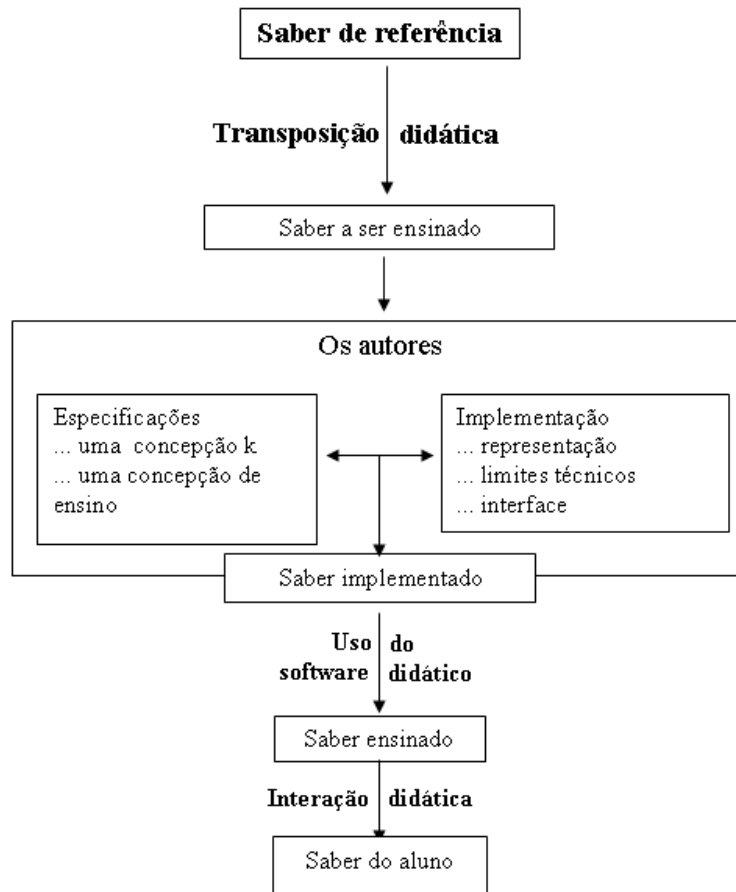 Saber de referência
Transposição didática
Saber a ser ensinado
Os autores
Especificações
... uma concepção k
... uma concepção de
ensino
Implementação
... representação
... limites técnicos
... interface
Saber implementado
Uso do
software didático
Saber ensinado
Interação didática
Saber do aluno